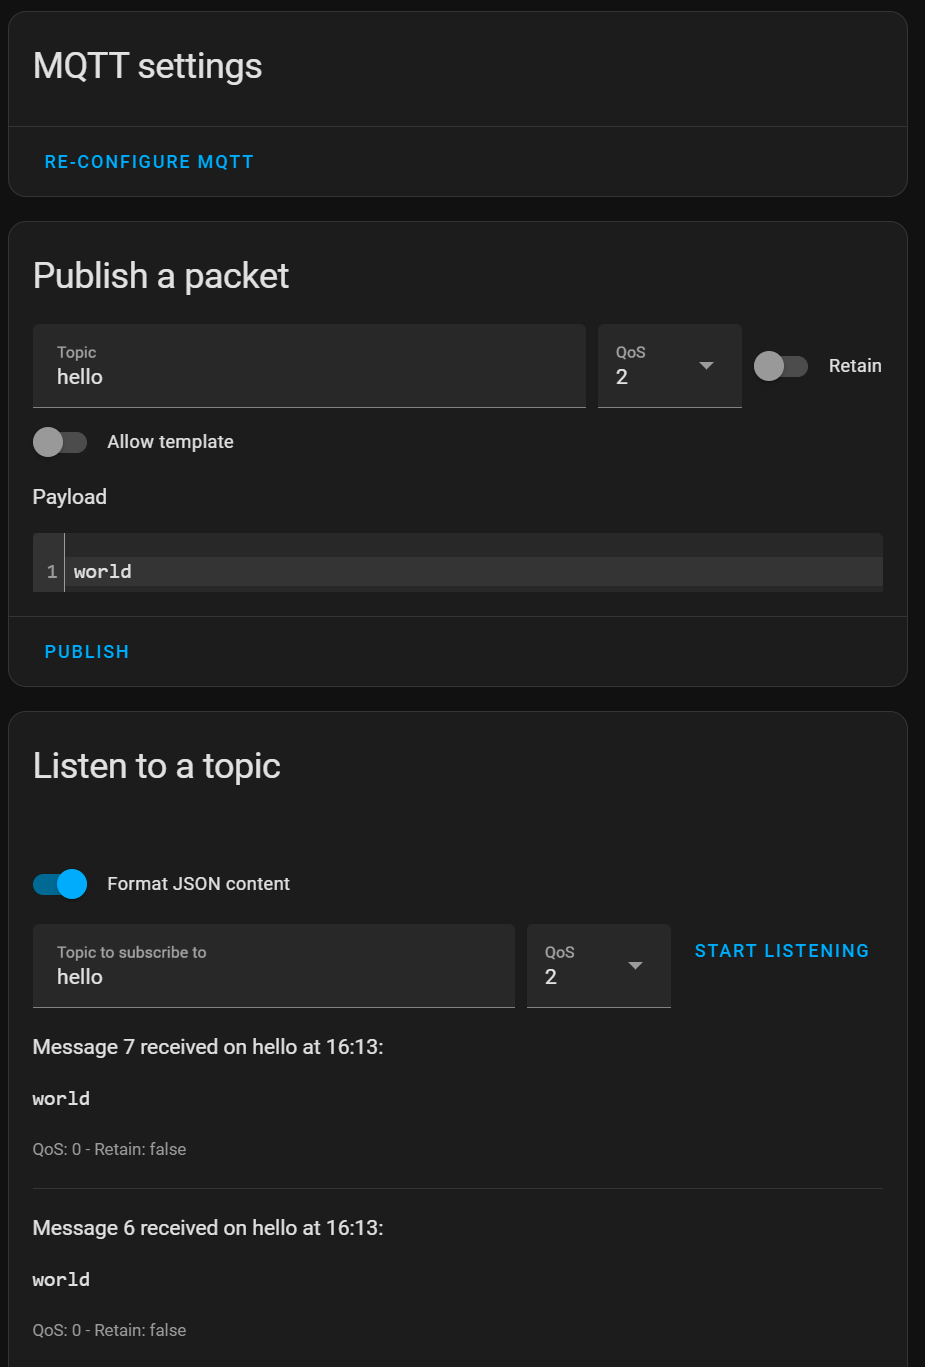 MQTT settings
RE-CONFIGURE MQTT
Publish a packet
Topic
hello
QoS
2
Retain
Allow template
Payload
1 world
PUBLISH
Listen to a topic
Format JSON content
Topic to subscribe to
hello
QoS
2
START LISTENING
Message 7 received on hello at 16:13:
world
QoS: 0 - Retain: false
Message 6 received on hello at 16:13:
world
QoS: 0 - Retain: false